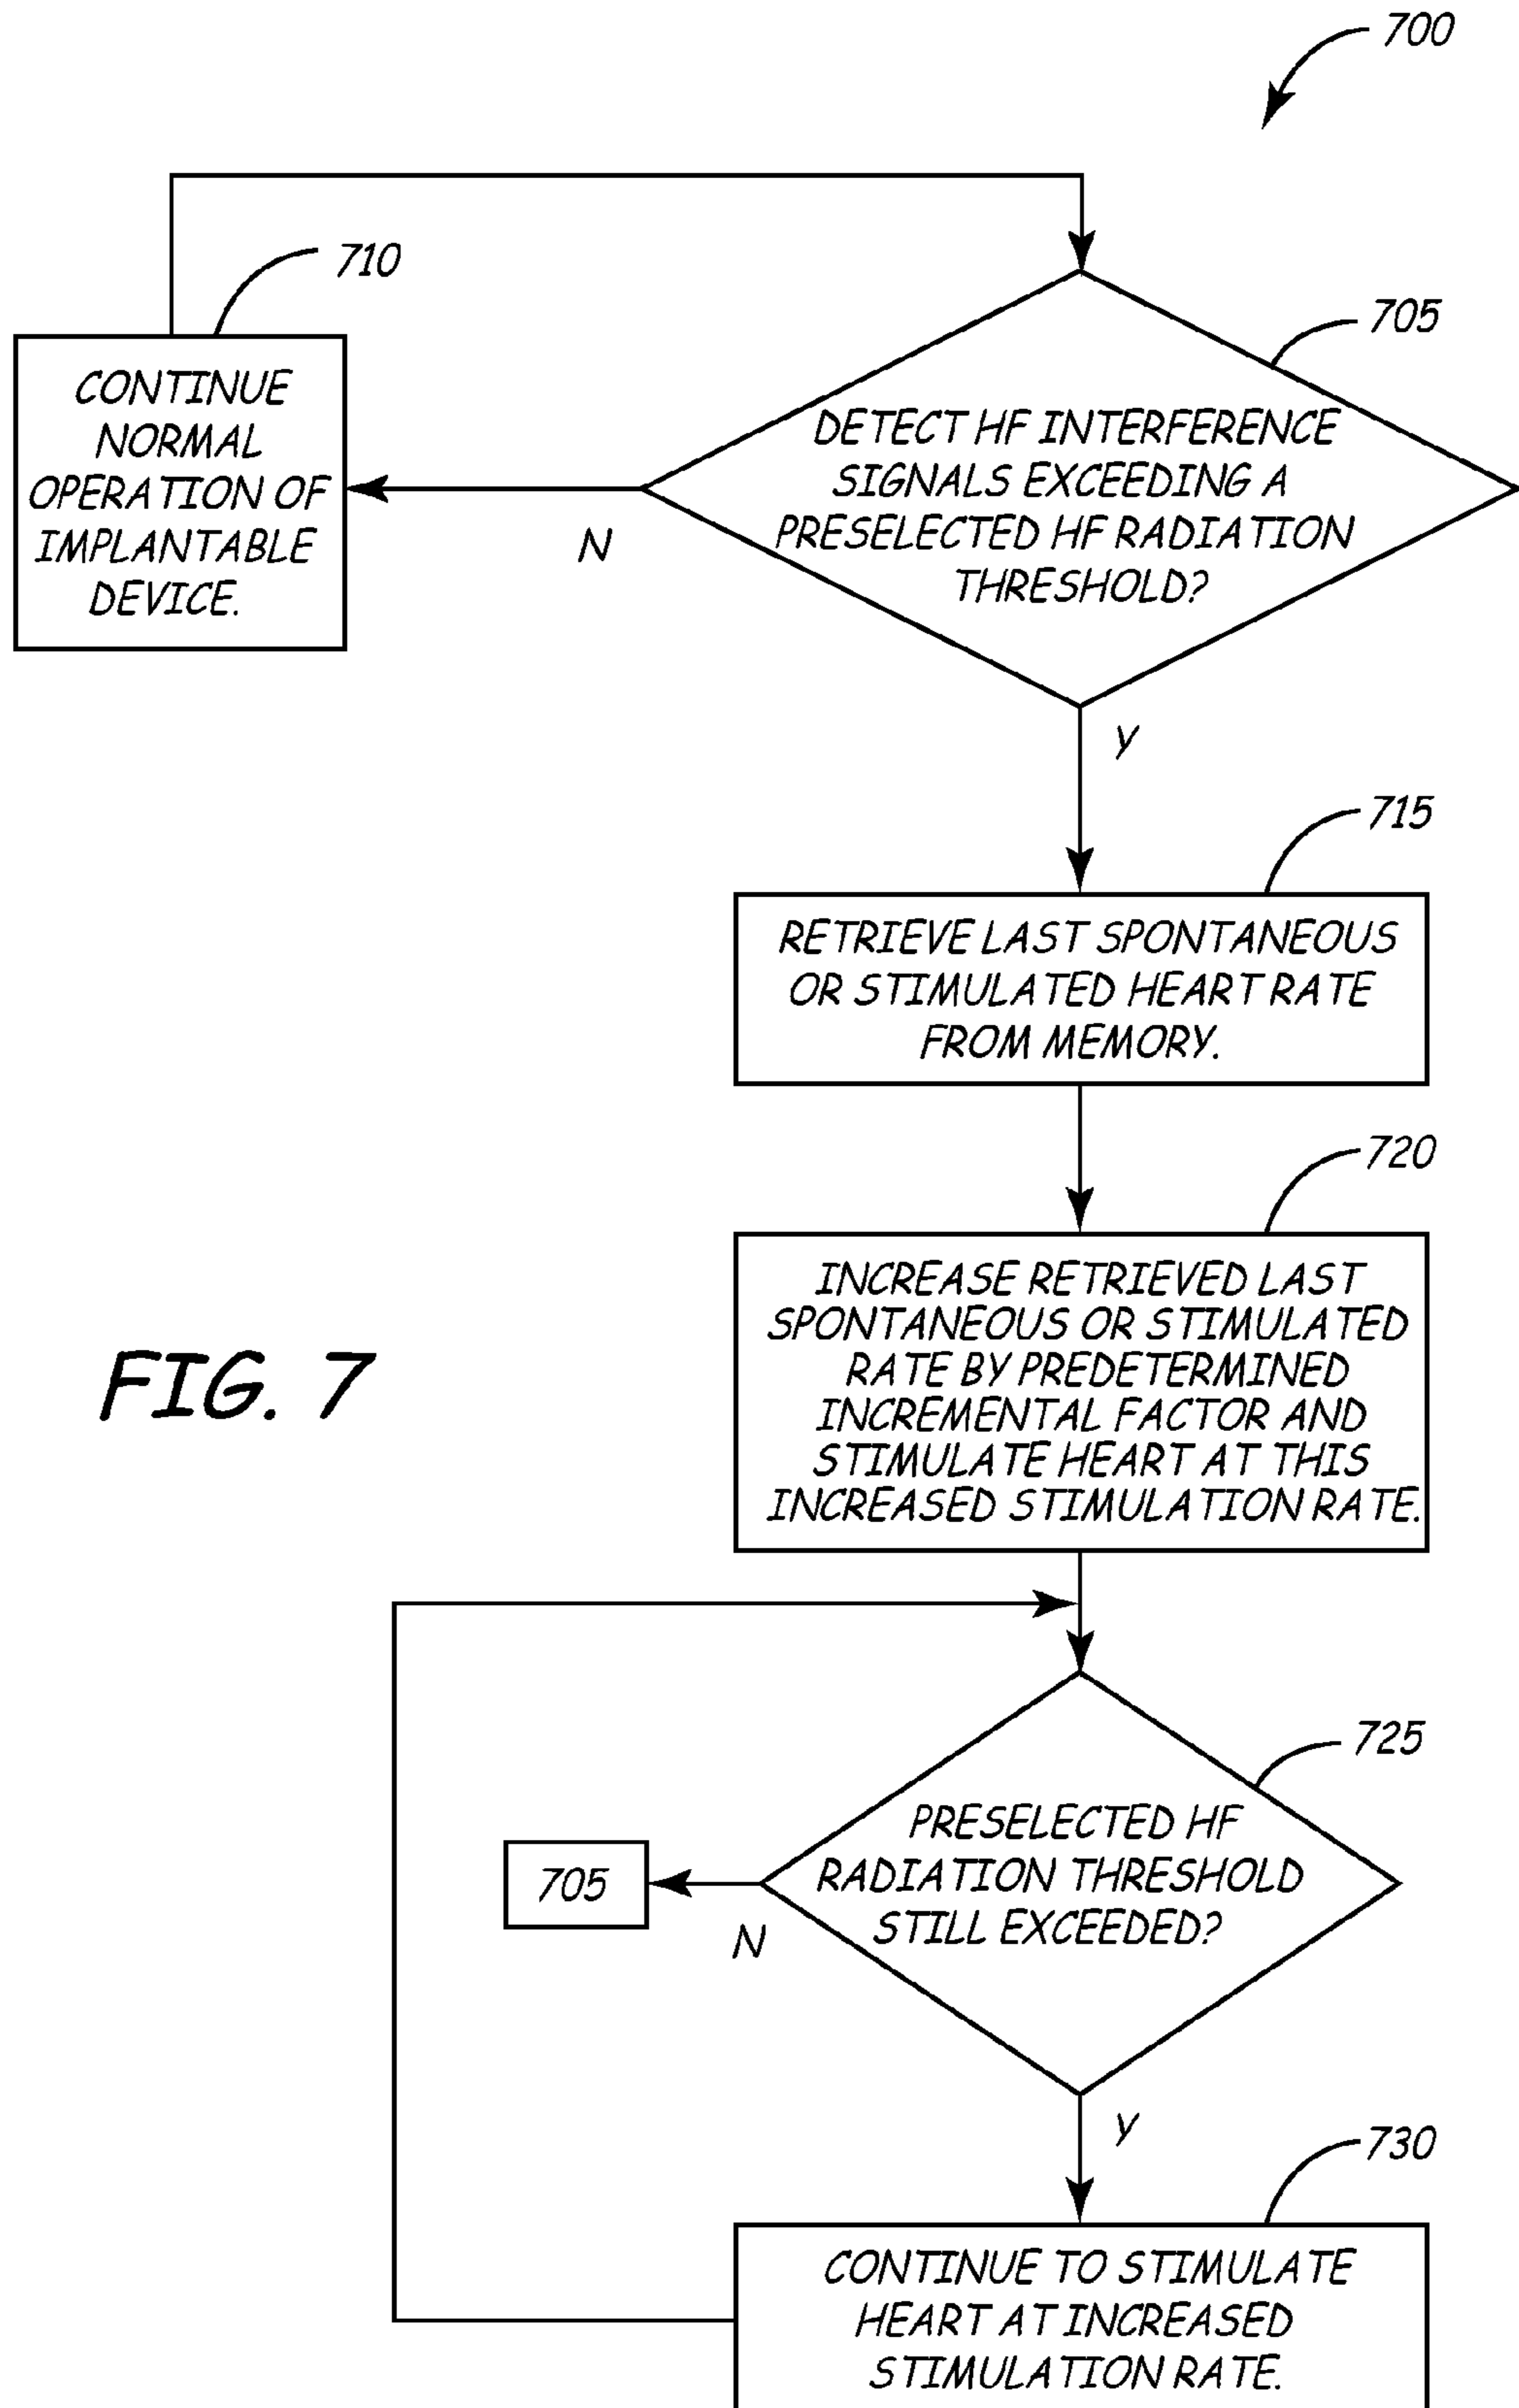 700
710
CONTINUE
NORMAL
OPERATION OF
IMPLANTABLE
DEVICE.
705
DETECT HF INTERFERENCE
SIGNALS EXCEEDING A
PRESELECTED HF RADIATION
THRESHOLD?
N
Y
715
RETRIEVE LAST SPONTANEOUS
OR STIMULATED HEART RATE
FROM MEMORY.
720
INCREASE RETRIEVED LAST
SPONTANEOUS OR STIMULATED
RATE BY PREDETERMINED
INCREMENTAL FACTOR AND
STIMULATE HEART AT THIS
INCREASED STIMULATION RATE.
FIG. 7
725
PRESELECTED HF
RADIATION THRESHOLD
STILL EXCEEDED?
705
N
Y
730
CONTINUE TO STIMULATE
HEART AT INCREASED
STIMULATION RATE.